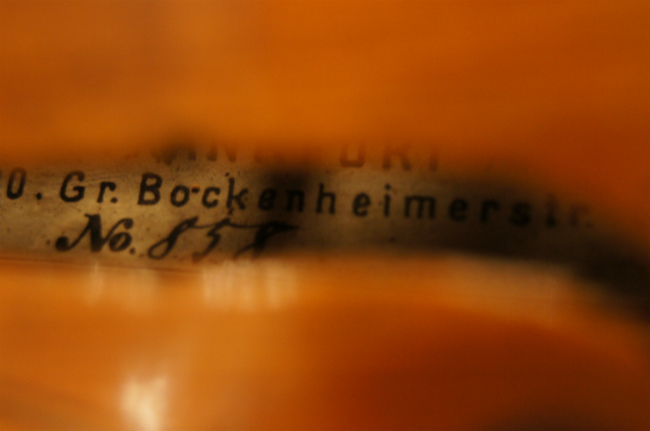 0. Gr. Bockenheimerstr.
No. 858